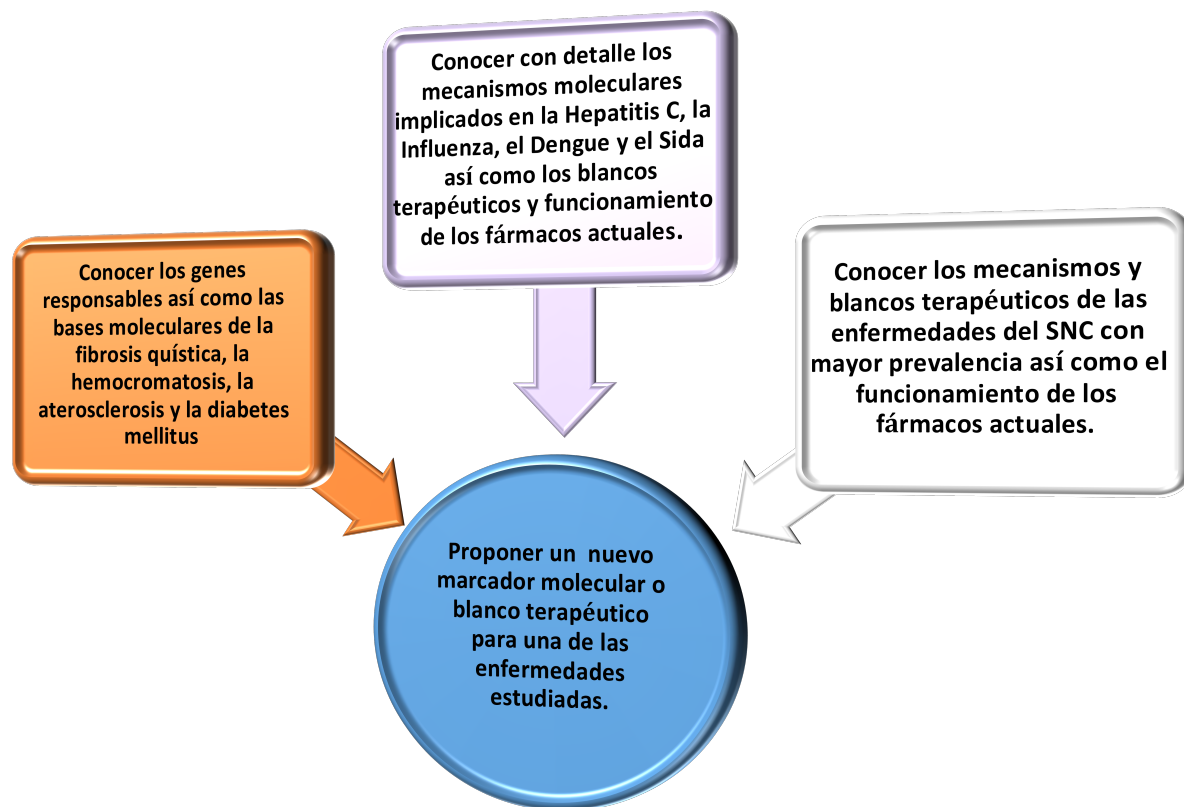 Conocer con detalle los
mecanismos moleculares
implicados en la Hepatitis C, la
Influenza, el Dengue y el Sida
así como los blancos
terapéuticos y funcionamiento
de los fármacos actuales.
Conocer los genes
responsables así como las
bases moleculares de la
fibrosis quística, la
hemocromatosis, la
aterosclerosis y la diabetes
mellitus
Conocer los mecanismos y
blancos terapéuticos de las
enfermedades del SNC con
mayor prevalencia así como el
funcionamiento de los
fármacos actuales.
Proponer un nuevo
marcador molecular o
blanco terapéutico
para una de las
enfermedades
estudiadas.